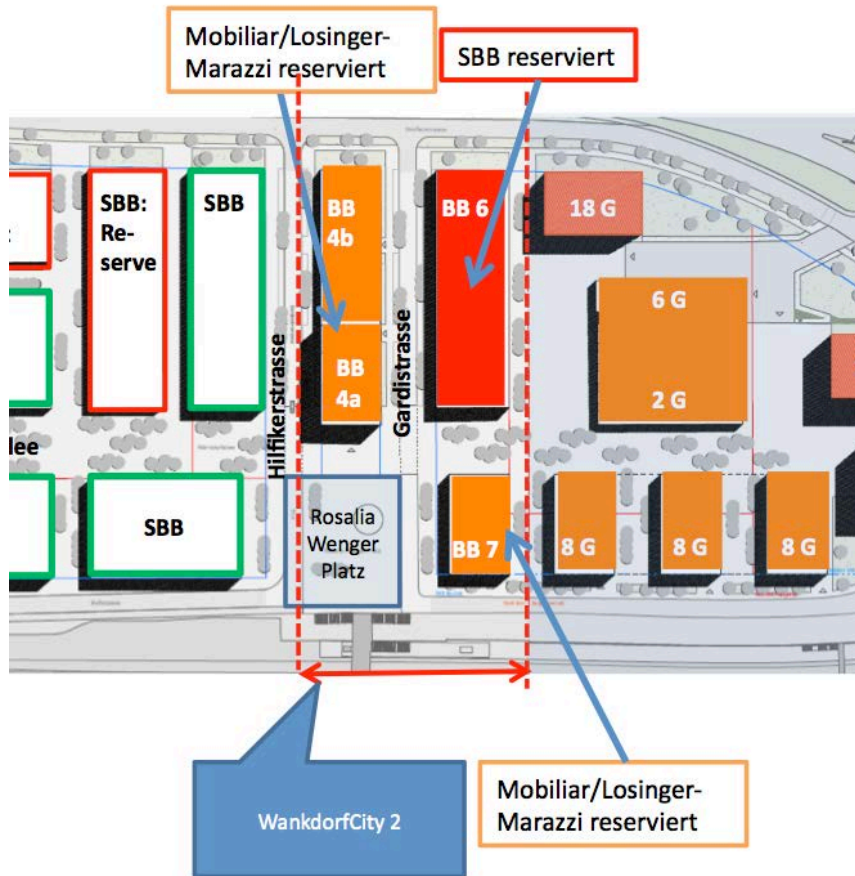 Mobiliar/Losinger-
Marazzi reserviert
SBB reserviert
SBB:
Re-
serve
SBB
BB
4b
BB 6
18 G
6 G
BB
4a
2 G
Hilfikerstrasse
Gardistrasse
lee
SBB
Rosalia
Wenger
Platz
BB 7
8 G
8 G
8 G
WankdorfCity 2
Mobiliar/Losinger-
Marazzi reserviert